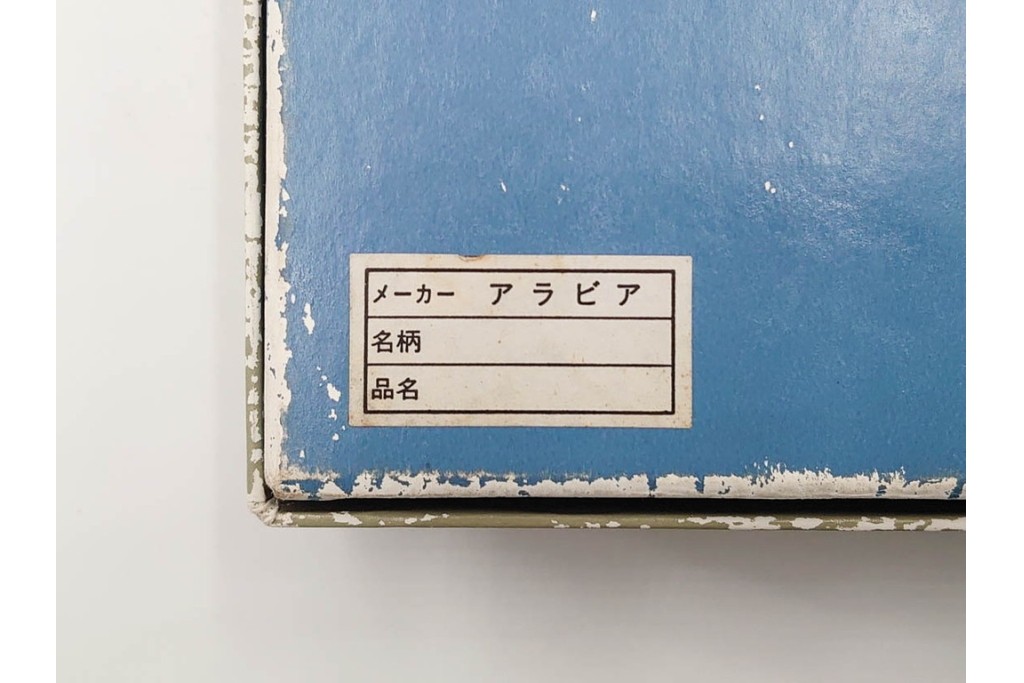 メーカー アラビア
名柄
品名